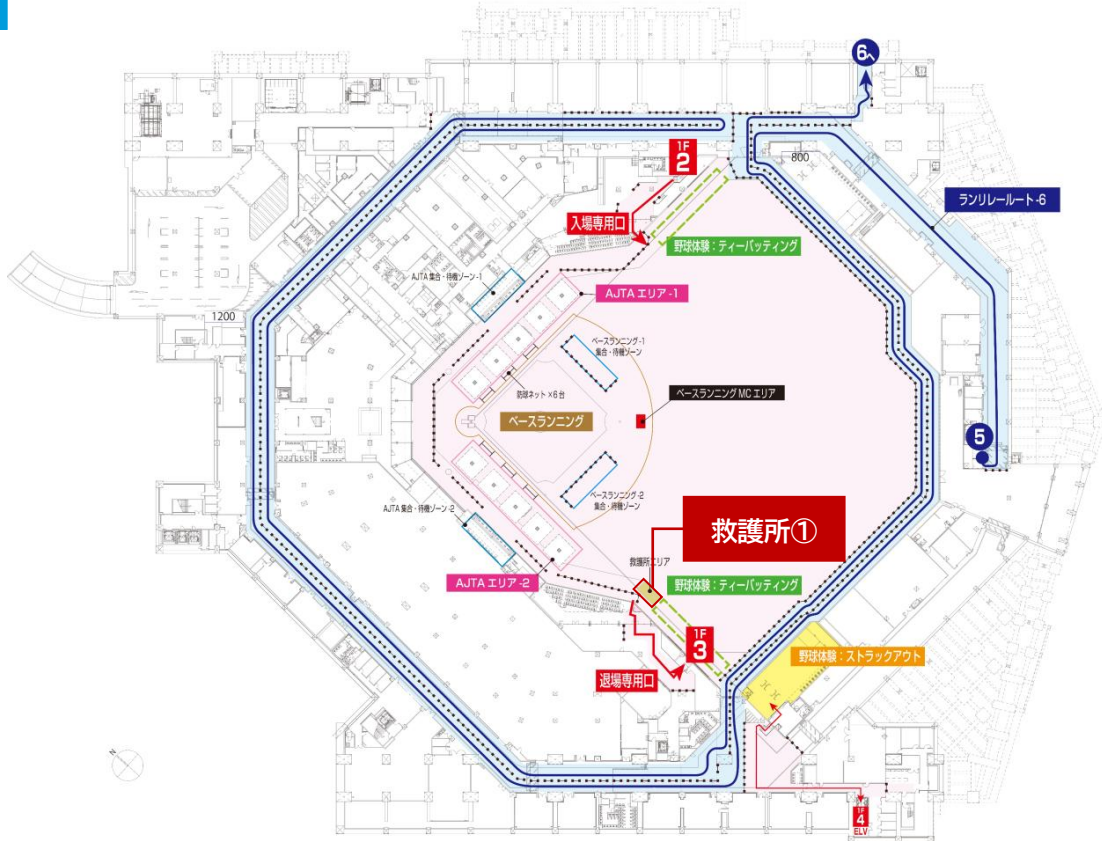 6へ
800
1F
2
ランリレールート-6
入場専用口
野球体験：ティーバッティング
AJTA 集合・待機ゾーン-1
AJTA エリア-1
1200
ベースランニング-1
集合・待機ゾーン
防球ネット×6台
ベースランニング MC エリア
ベースランニング
5
ベースランニング-2
集合・待機ゾーン
AJTA 集合・待機ゾーン-2
救護所①
救護所エリア
AJTA エリア-2
野球体験：ティーバッティング
1F
3
野球体験：ストラックアウト
退場専用口
N
1F
4
ELV